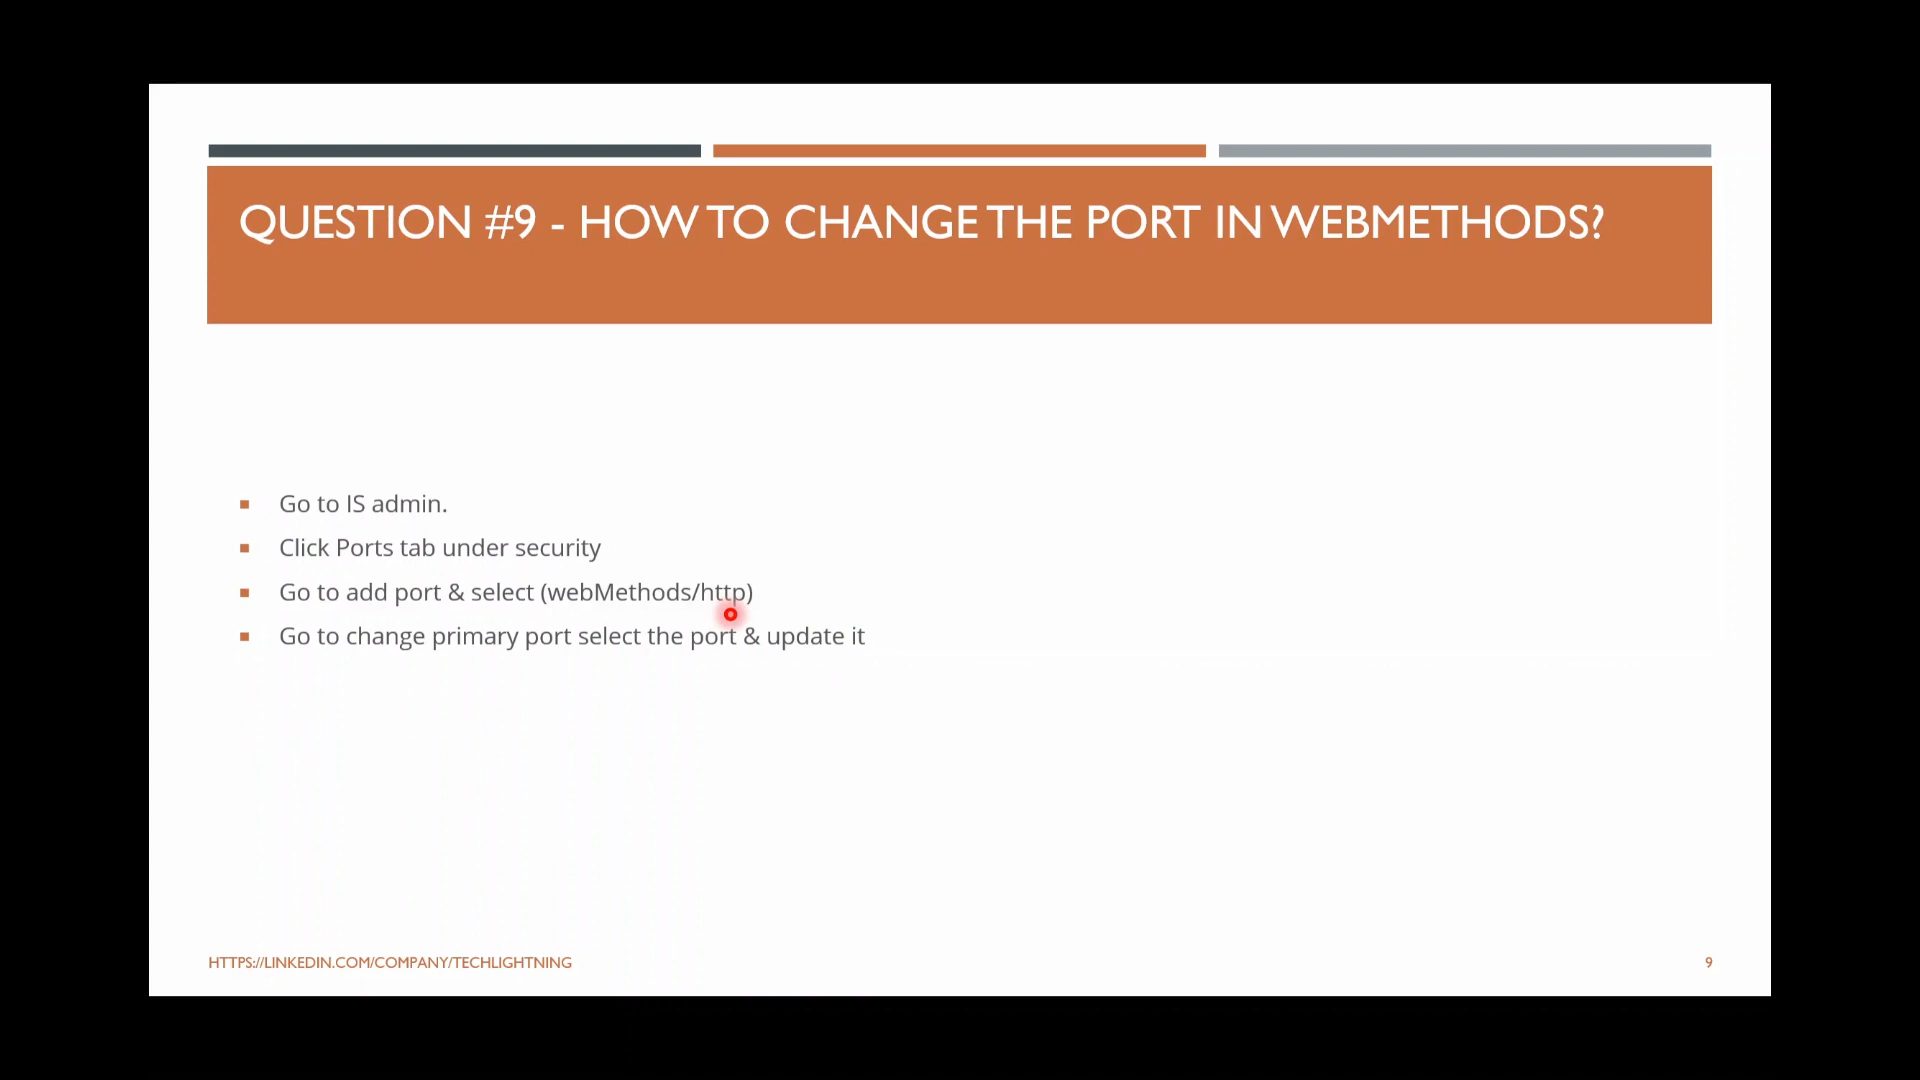 QUESTION #9 - HOW TO CHANGE THE PORT IN WEBMETHODS?
Go to IS admin.
Click Ports tab under security
Go to add port & select (webMethods/http)
Go to change primary port select the port & update it
HTTPS://LINKEDIN.COM/COMPANY/TECHLIGHTNING
9